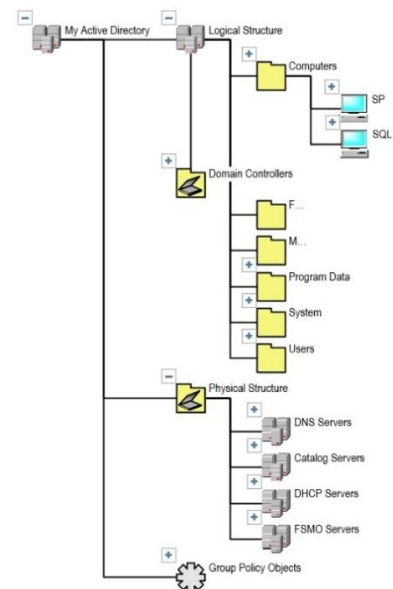 My Active Directory
Logical Structure
Computers
SP
SQL
Domain Controllers
F...
M...
Program Data
System
Users
Physical Structure
DNS Servers
Catalog Servers
DHCP Servers
FSMO Servers
Group Policy Objects